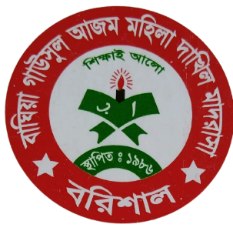 বাঘিয়া গাউসুল আজম মহিলা দাখিল মাদরাসা
শিক্ষাই আলো
স্থাপিত : ১৯৮৬
বরিশাল